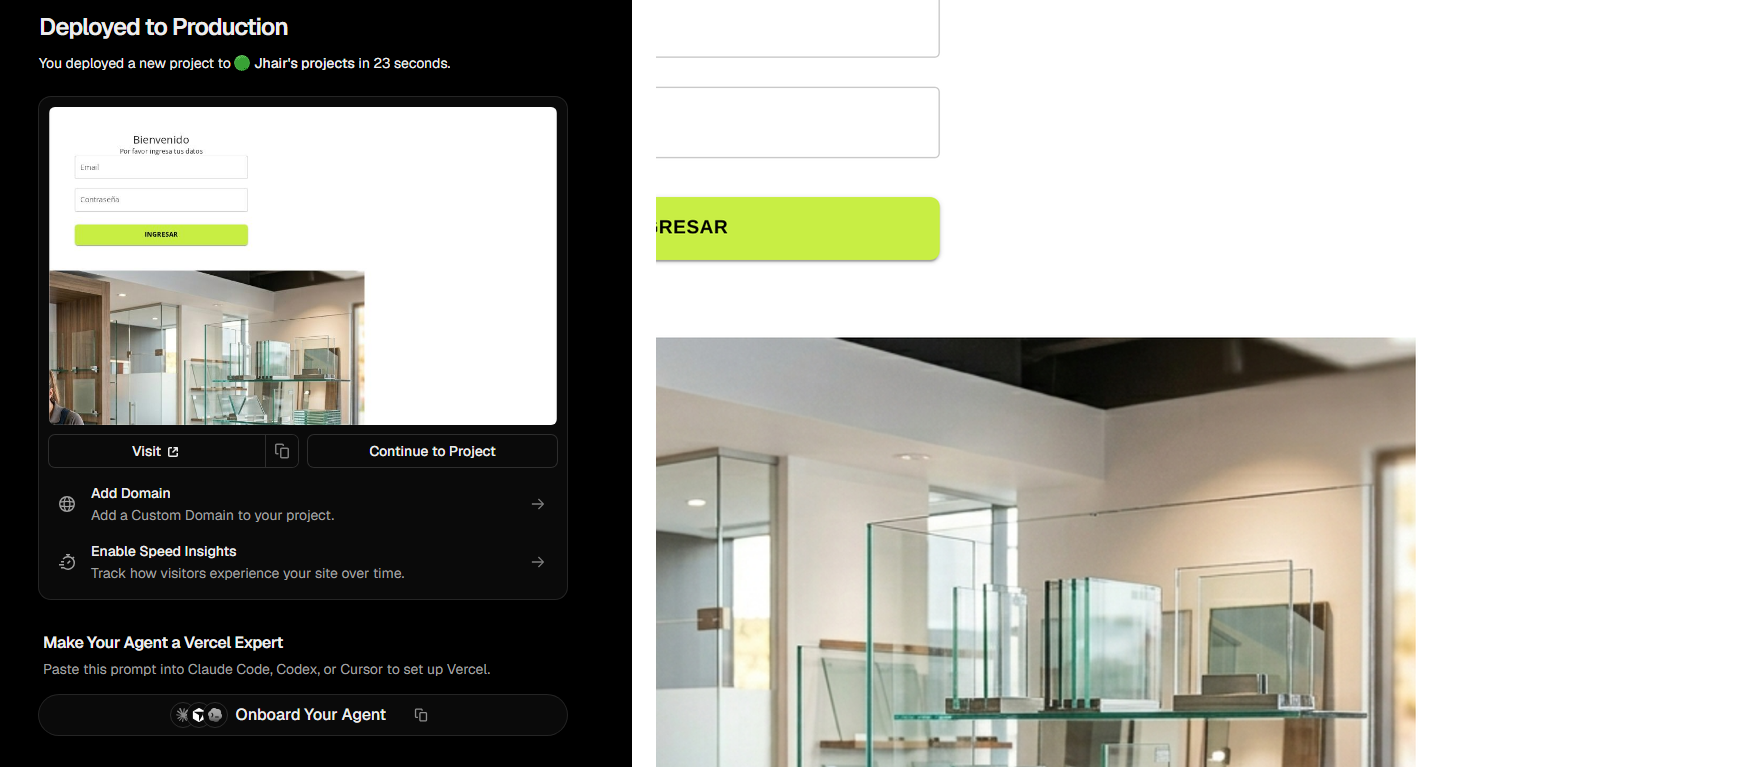 Deployed to Production
You deployed a new project to Jhair's projects in 23 seconds.
Bienvenido
Por favor ingresa tus datos
Email
Contraseña
INGRESAR
Visit
Continue to Project
Add Domain
Add a Custom Domain to your project.
Enable Speed Insights
Track how visitors experience your site over time.
Make Your Agent a Vercel Expert
Paste this prompt into Claude Code, Codex, or Cursor to set up Vercel.
Onboard Your Agent
GRESAR